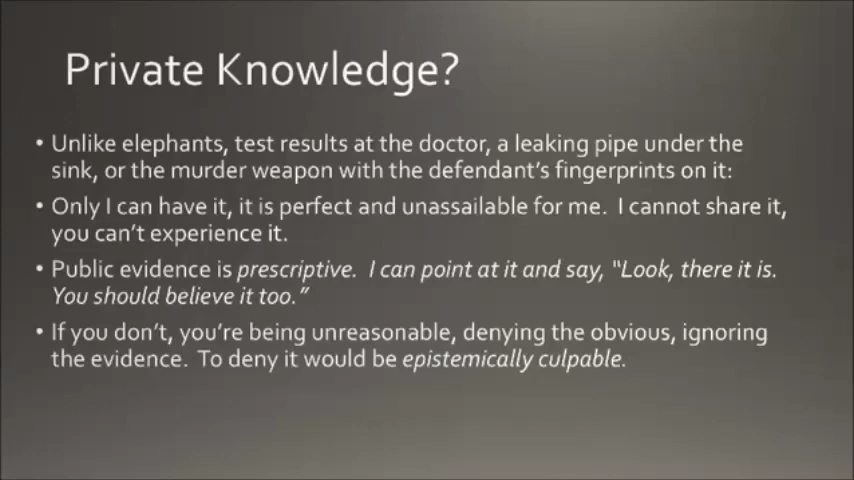 Private Knowledge?
• Unlike elephants, test results at the doctor, a leaking pipe under the
sink, or the murder weapon with the defendant's fingerprints on it:
• Only I can have it, it is perfect and unassailable for me.  I cannot share it,
you can't experience it.
• Public evidence is prescriptive.  I can point at it and say, "Look, there it is.
You should believe it too."
• If you don't, you're being unreasonable, denying the obvious, ignoring
the evidence.  To deny it would be epistemically culpable.